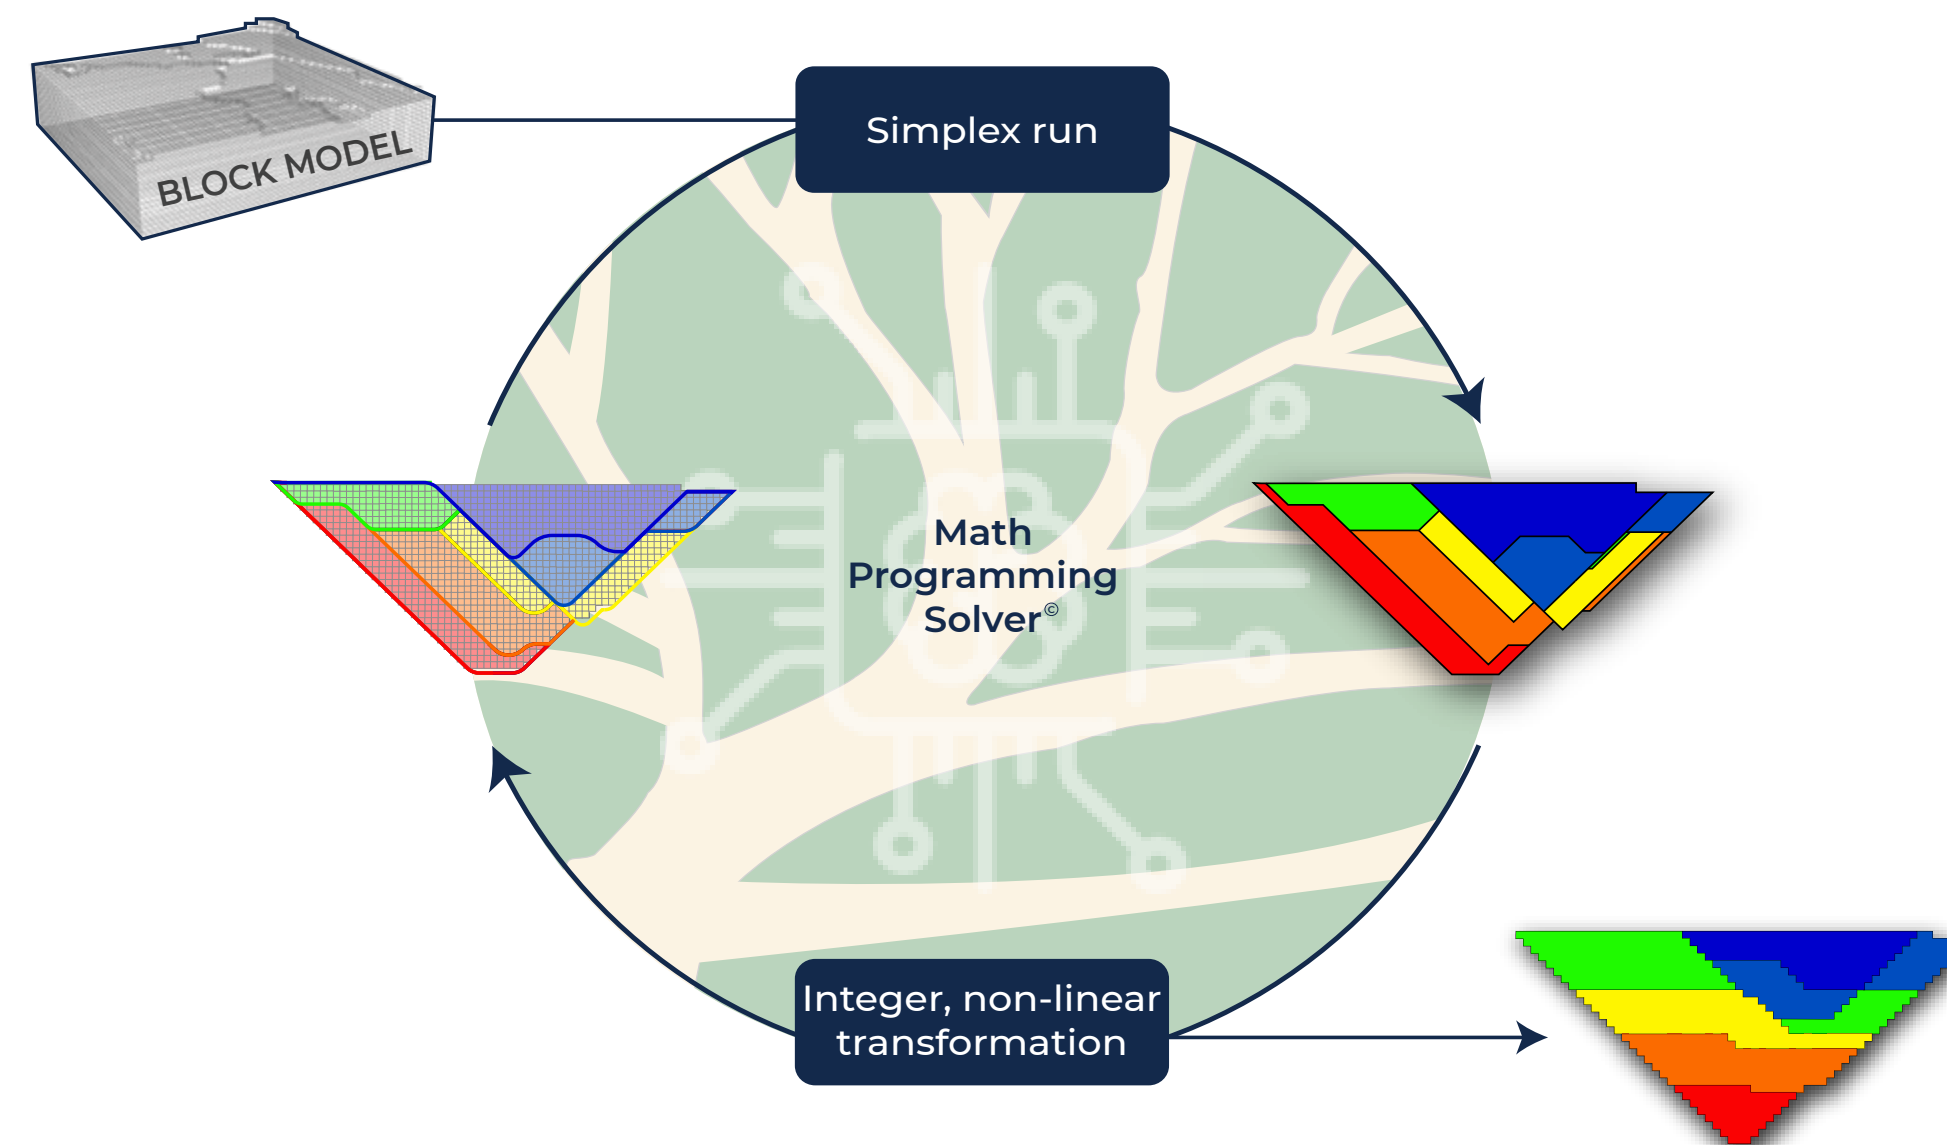 BLOCK MODEL
Simplex run
Math
Programming
Solver©
Integer, non-linear
transformation